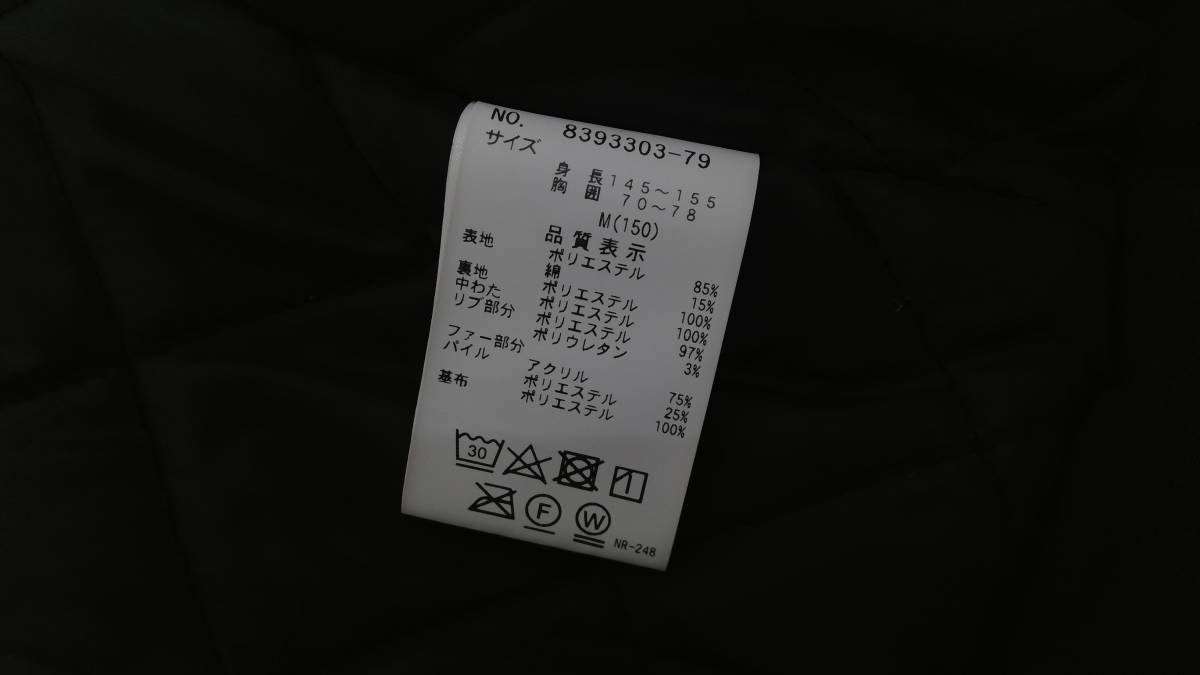 NO. 8393303-79
サイズ
身長 145～155
胸囲 70～78
M(150)
品質表示
表地 ポリエステル 85%
綿 15%
裏地 ポリエステル 100%
中わた ポリエステル 100%
リブ部分 ポリエステル 97%
ポリウレタン 3%
ファー部分
パイル アクリル 75%
ポリエステル 25%
基布 ポリエステル 100%
30
F W
NR-248